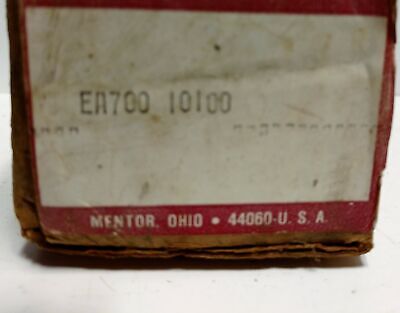 EA700 10100
MENTOR, OHIO • 44060-U. S. A.